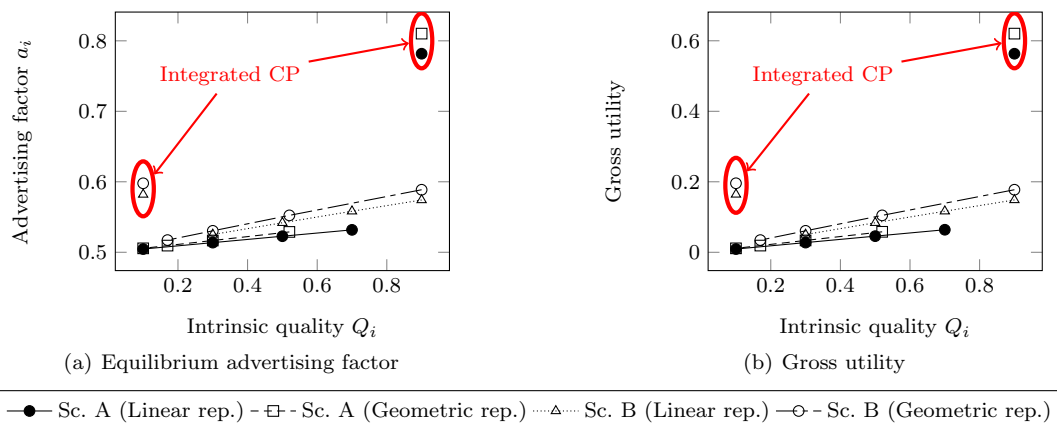 0.8
0.7
0.6
0.5
0.2
0.4
0.6
0.8
Advertising factor a_i
Integrated CP
Intrinsic quality Q_i
(a) Equilibrium advertising factor
0.6
0.4
0.2
0
0.2
0.4
0.6
0.8
Gross utility
Integrated CP
Intrinsic quality Q_i
(b) Gross utility
Sc. A (Linear rep.) Sc. A (Geometric rep.) Sc. B (Linear rep.) Sc. B (Geometric rep.)